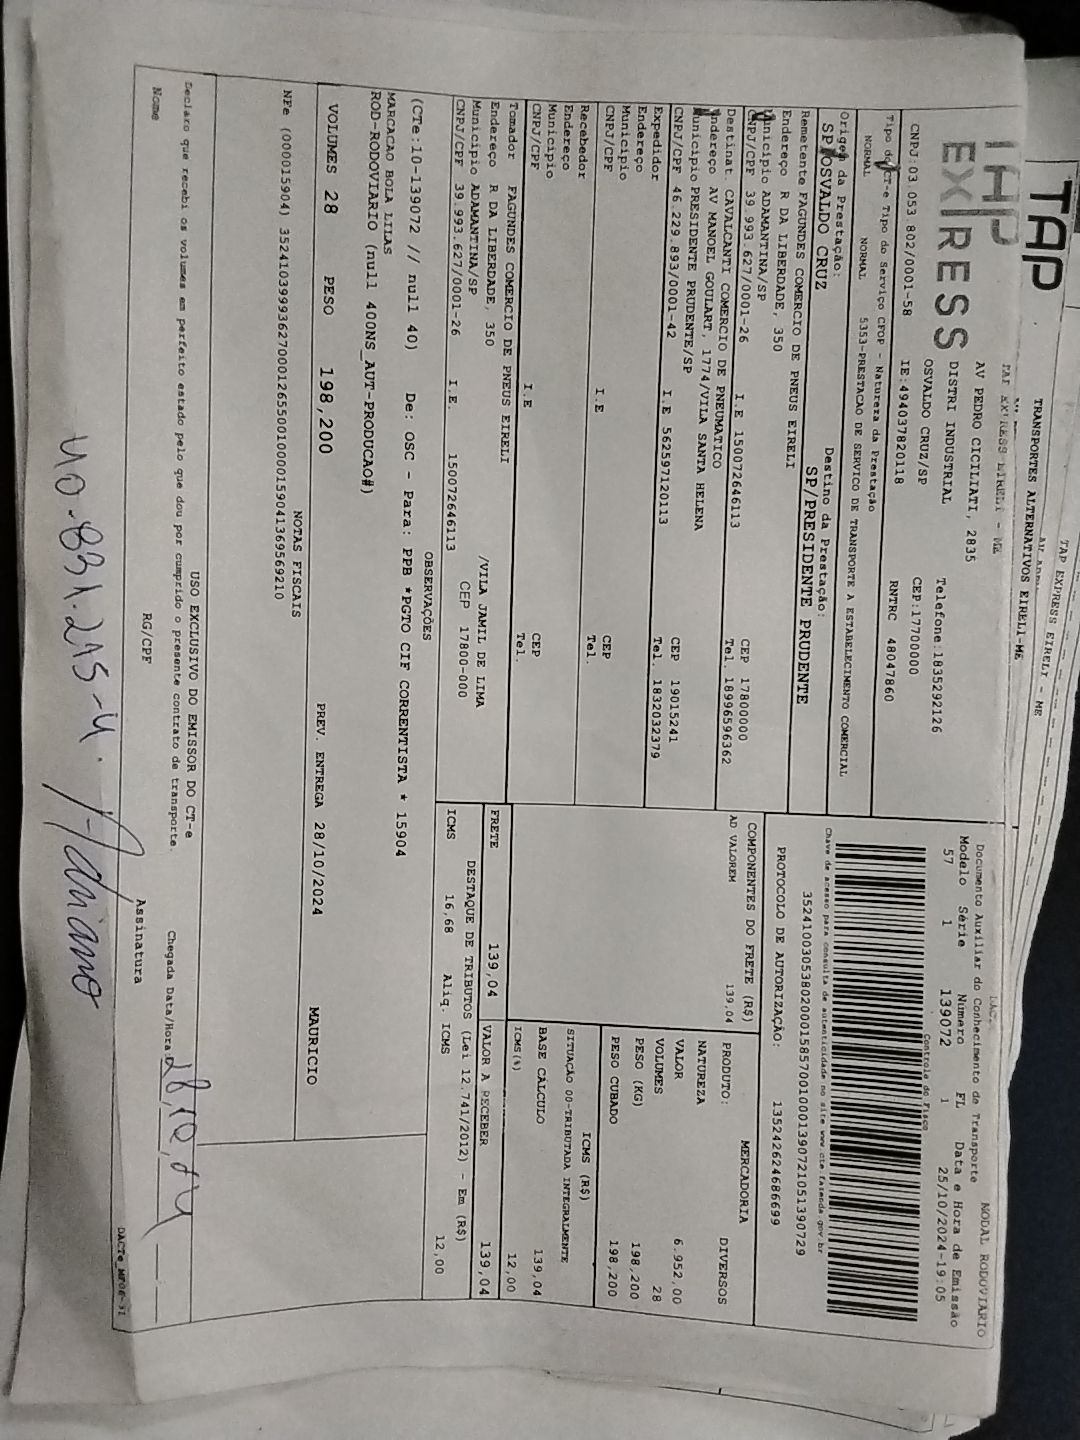 TAP
TRANSPORTES ALTERNATIVOS EIRELI-ME
TAP EXPRESS EIRELI - ME
EXPRESS
TAP EXPRESS EIRELI - ME
AV PEDRO CICILIATI, 2835
DISTRI INDUSTRIAL
Telefone:1835292126
OSVALDO CRUZ/SP
CEP:17700000
CNPJ:03.053.802/0001-58
IE:494037820118
RNTRC 48047860
MODAL RODOVIARIO
Documento Auxiliar do Conhecimento de Transporte
Modelo Série Número FL Data e Hora de Emissão
57 1 139072 1 25/10/2024-19:05
Controle do Fisco
Chave de acesso para consulta de autenticidade no site www.cte.fazenda.gov.br
PROTOCOLO DE AUTORIZAÇÃO: 135242624686699
Tipo do CT-e Tipo do Serviço CFOP - Natureza da Prestação
NORMAL NORMAL 5353-PRESTACAO DE SERVICO DE TRANSPORTE A ESTABELECIMENTO COMERCIAL
Origem da Prestação: Destino da Prestação:
SP/OSVALDO CRUZ SP/PRESIDENTE PRUDENTE
Remetente FAGUNDES COMERCIO DE PNEUS EIRELI
Endereço R DA LIBERDADE, 350
Município ADAMANTINA/SP CEP 17800000
CNPJ/CPF 39.993.627/0001-26 I.E 150072646113 Tel. 18996596362
Destinat. CAVALCANTI COMERCIO DE PNEUMATICO
Endereço AV MANOEL GOULART, 1774/VILA SANTA HELENA
Município PRESIDENTE PRUDENTE/SP CEP 19015241
CNPJ/CPF 46.229.893/0001-42 I.E 562597120113 Tel. 1832032379
Expedidor
Endereço
Município CEP
CNPJ/CPF I.E Tel.
Recebedor
Endereço
Município CEP
CNPJ/CPF I.E Tel.
Tomador FAGUNDES COMERCIO DE PNEUS EIRELI
Endereço R DA LIBERDADE, 350 /VILA JAMIL DE LIMA
Município ADAMANTINA/SP CEP 17800-000
CNPJ/CPF 39.993.627/0001-26 I.E. 150072646113
COMPONENTES DO FRETE (R$)
AD VALOREM 139,04
MERCADORIA
PRODUTO: DIVERSOS
NATUREZA
VALOR 6.952,00
VOLUMES 28
PESO (KG) 198,200
PESO CUBADO 198,200
ICMS (R$)
SITUAÇÃO 00-TRIBUTADA INTEGRALMENTE
BASE CÁLCULO 139,04
ICMS(%) 12,00
FRETE 139,04 VALOR A RECEBER 139,04
DESTAQUE DE TRIBUTOS (Lei 12.741/2012) - Em (R$)
ICMS 16,68 Aliq. ICMS 12,00
OBSERVAÇÕES
(CTe:10-139072 // null 40) De: OSC - Para: PPB *PGTO CIF CORRENTISTA * 15904
MARCACAO BOLA LILAS
ROD-RODOVIARIO (null 400NS_AUT-PRODUCAO#)
VOLUMES 28 PESO 198,200 PREV. ENTREGA 28/10/2024 MAURICIO
NOTAS FISCAIS
NFe (000015904)
USO EXCLUSIVO DO EMISSOR DO CT-e
Declaro que recebi os volumes em perfeito estado pelo que dou por cumprido o presente contrato de transporte.
Chegada Data/Hora
Nome RG/CPF Assinatura